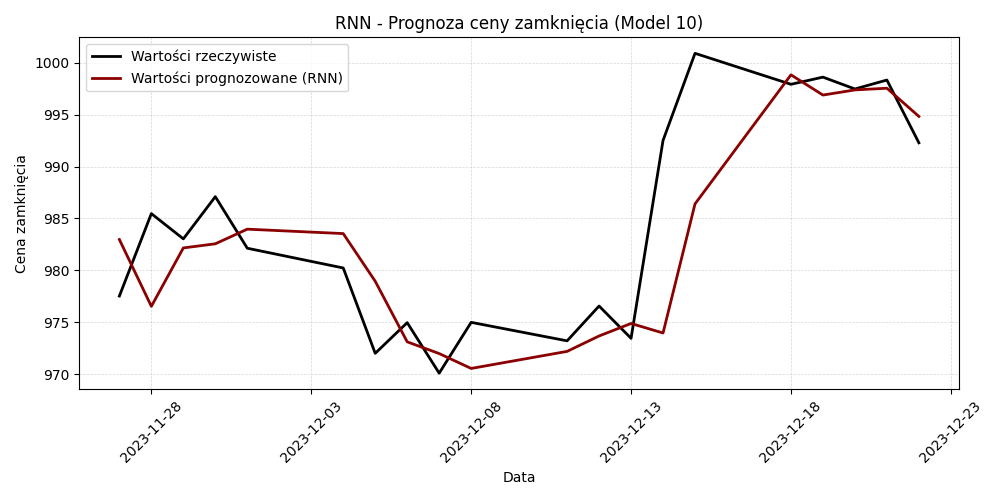 RNN - Prognoza ceny zamknięcia (Model 10)
Wartości rzeczywiste
Wartości prognozowane (RNN)
Cena zamknięcia
1000
995
990
985
980
975
970
2023-11-28
2023-12-03
2023-12-08
2023-12-13
2023-12-18
2023-12-23
Data